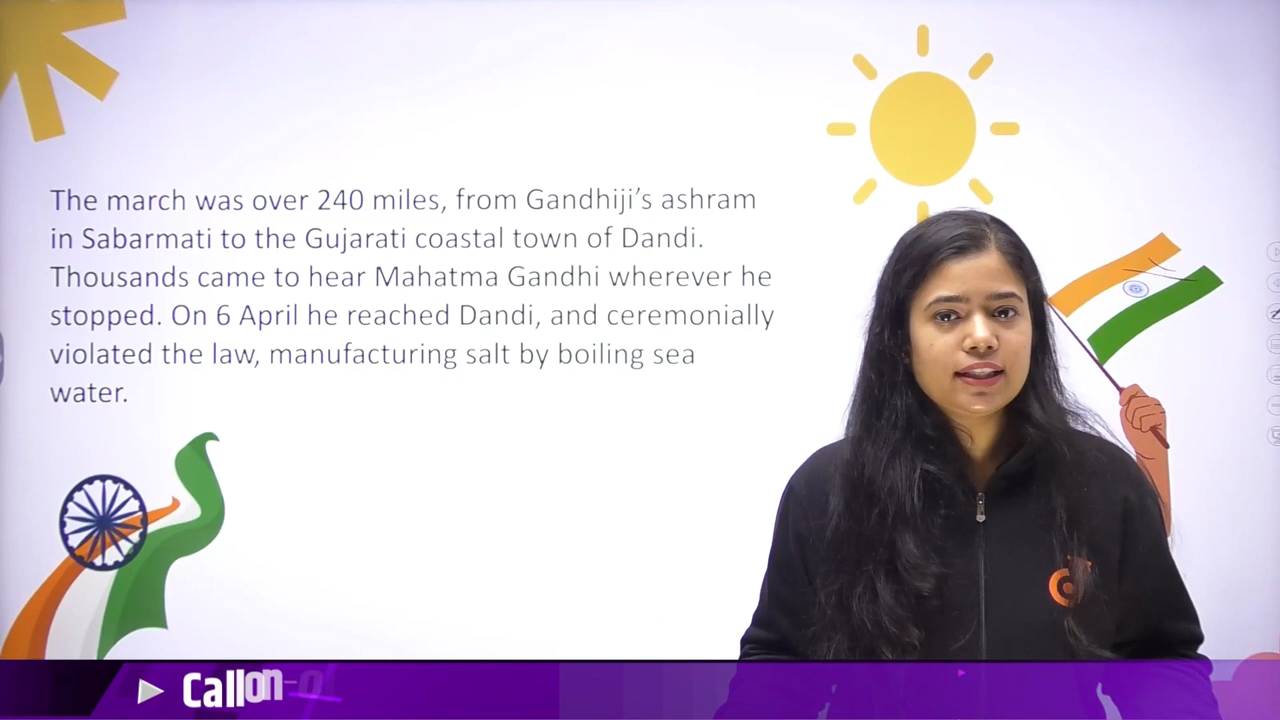 The march was over 240 miles, from Gandhiji’s ashram
in Sabarmati to the Gujarati coastal town of Dandi.
Thousands came to hear Mahatma Gandhi wherever he
stopped. On 6 April he reached Dandi, and ceremonially
violated the law, manufacturing salt by boiling sea
water.
Call on